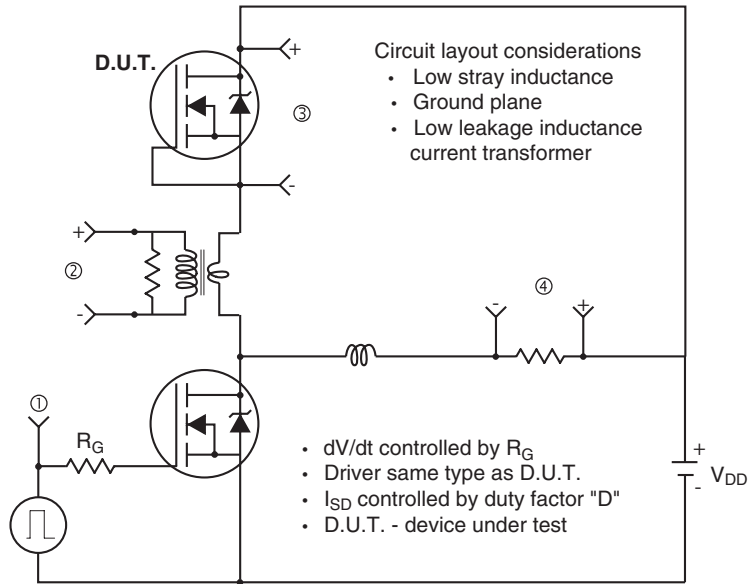 D.U.T.
+
Circuit layout considerations
• Low stray inductance
• Ground plane
• Low leakage inductance
current transformer
③
-
+
②
-
④
- +
①
R_G
• dV/dt controlled by R_G
• Driver same type as D.U.T.
• I_SD controlled by duty factor "D"
• D.U.T. - device under test
+
V_DD
-